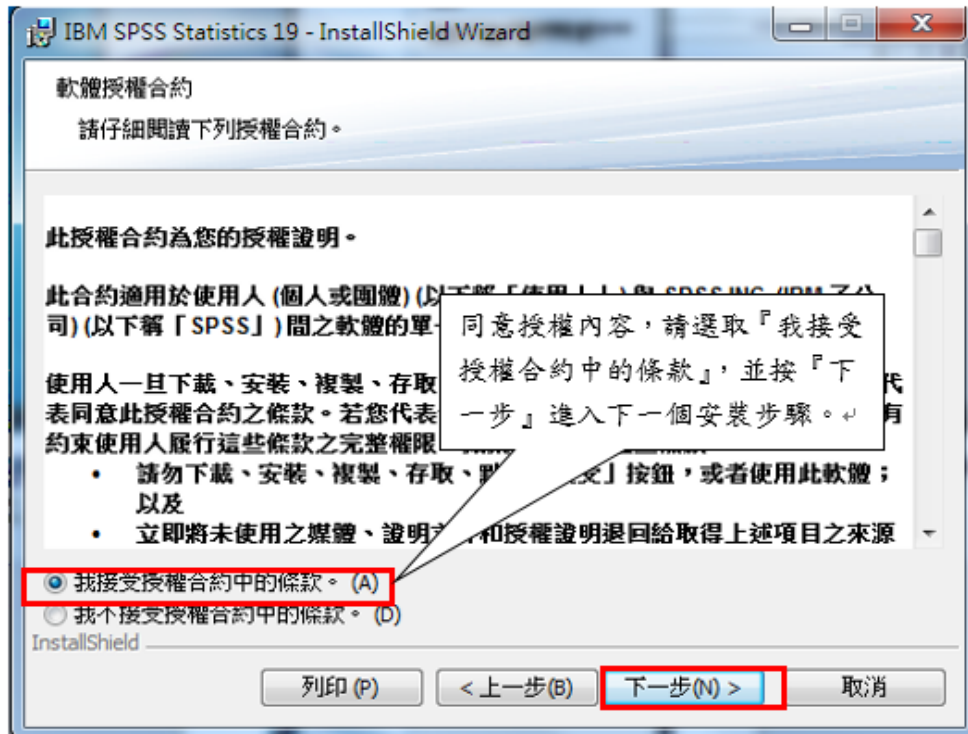 IBM SPSS Statistics 19 - InstallShield Wizard
軟體授權合約
請仔細閱讀下列授權合約。
此授權合約為您的授權證明。
此合約適用於使用人 (個人或團體) (以下稱「使用人」) 與 SPSS INC. (IBM 子公
司) (以下稱「SPSS」) 間之軟體的單
同意授權內容，請選取『我接受
授權合約中的條款』，並按『下
一步』進入下一個安裝步驟。↵
使用人一旦下載、安裝、複製、存取 代
表同意此授權合約之條款。若您代表 有
約束使用人履行這些條款之完整權限
• 請勿下載、安裝、複製、存取、 」按鈕，或者使用此軟體；
以及
• 立即將未使用之媒體、證明 和授權證明退回給取得上述項目之來源
我接受授權合約中的條款。 (A)
我不接受授權合約中的條款。 (D)
InstallShield
列印 (P)
< 上一步(B)
下一步(N) >
取消